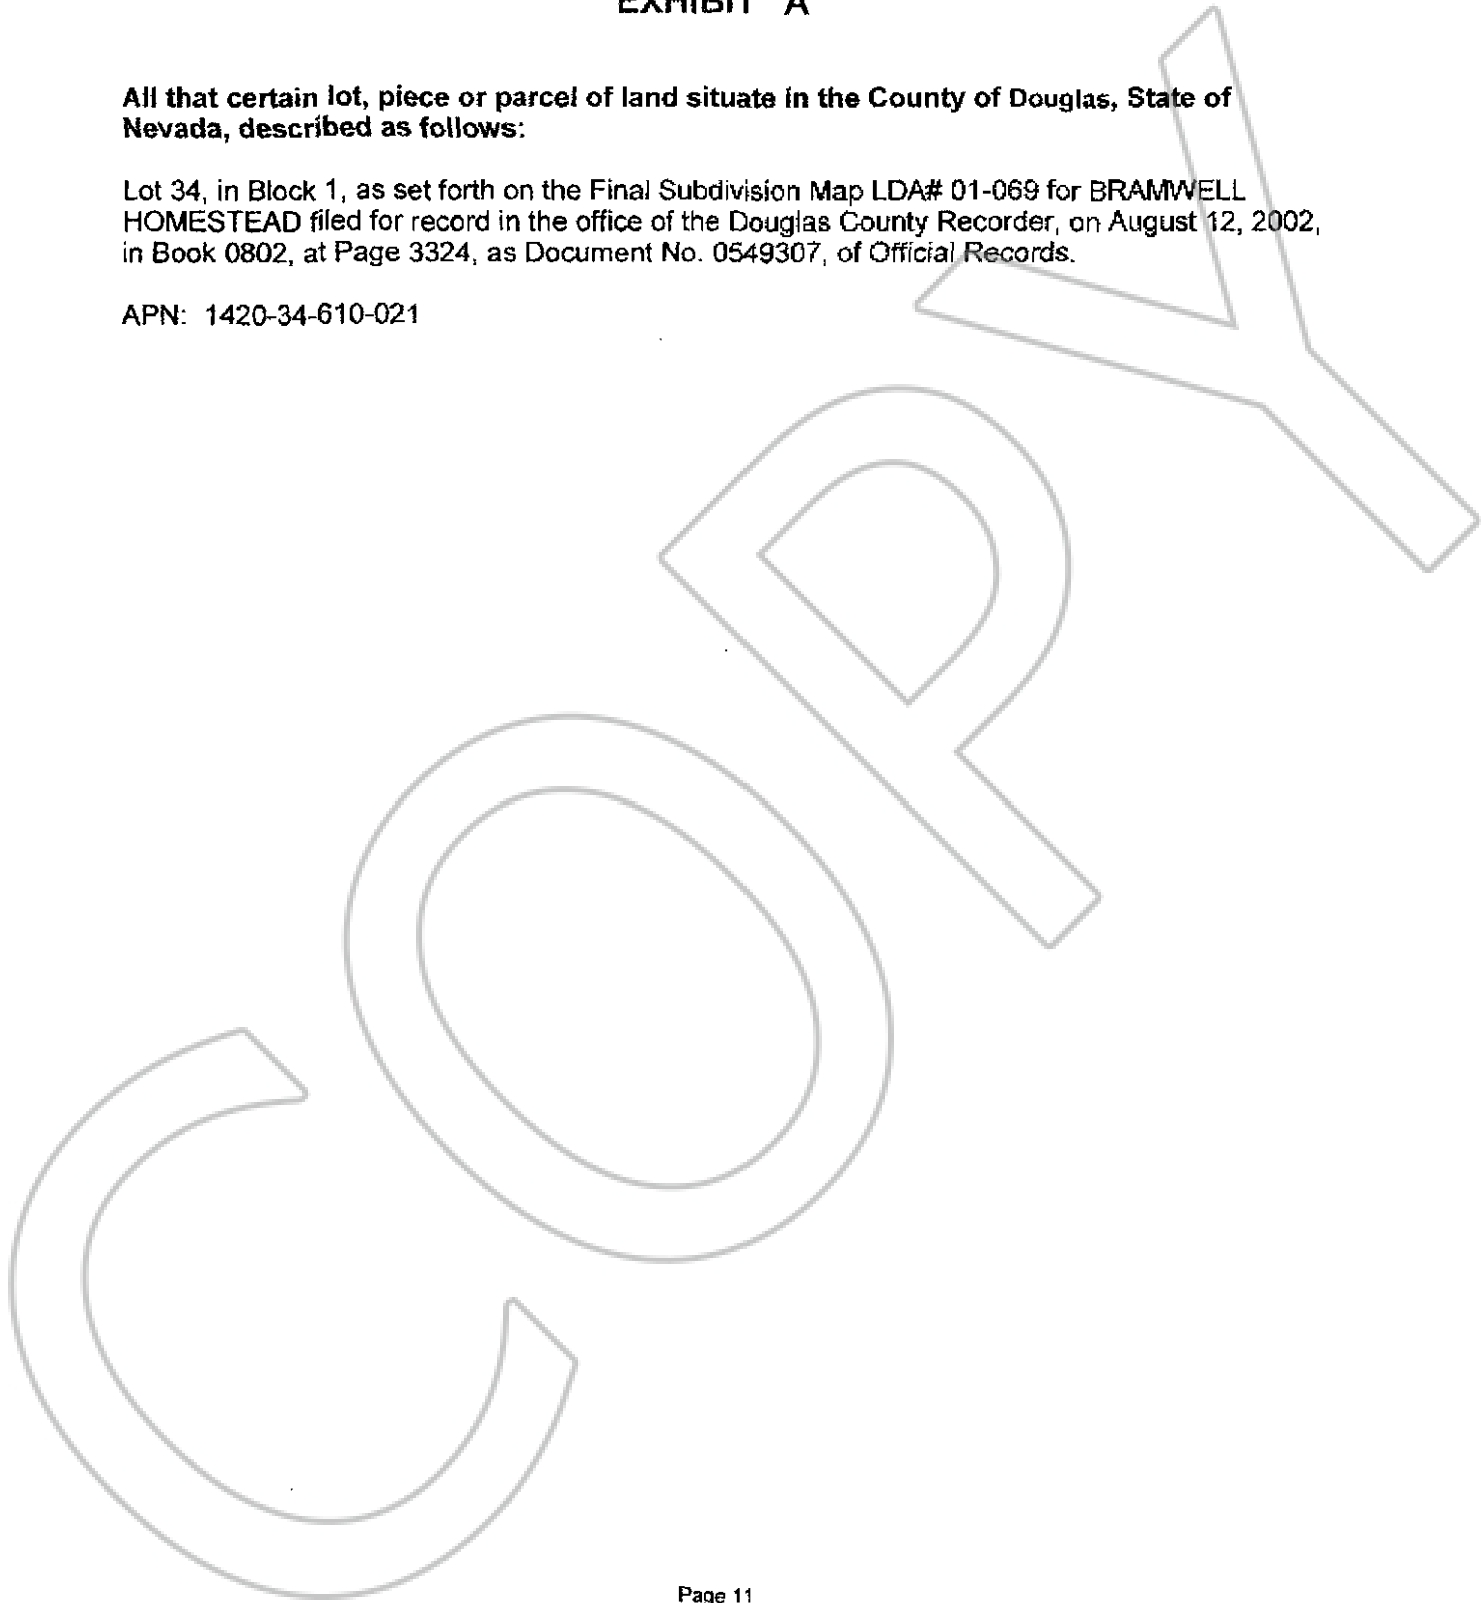 EXHIBIT "A"
All that certain lot, piece or parcel of land situate in the County of Douglas, State of
Nevada, described as follows:
Lot 34, in Block 1, as set forth on the Final Subdivision Map LDA# 01-069 for BRAMWELL
HOMESTEAD filed for record in the office of the Douglas County Recorder, on August 12, 2002,
in Book 0802, at Page 3324, as Document No. 0549307, of Official Records.
APN: 1420-34-610-021
COPY
Page 11